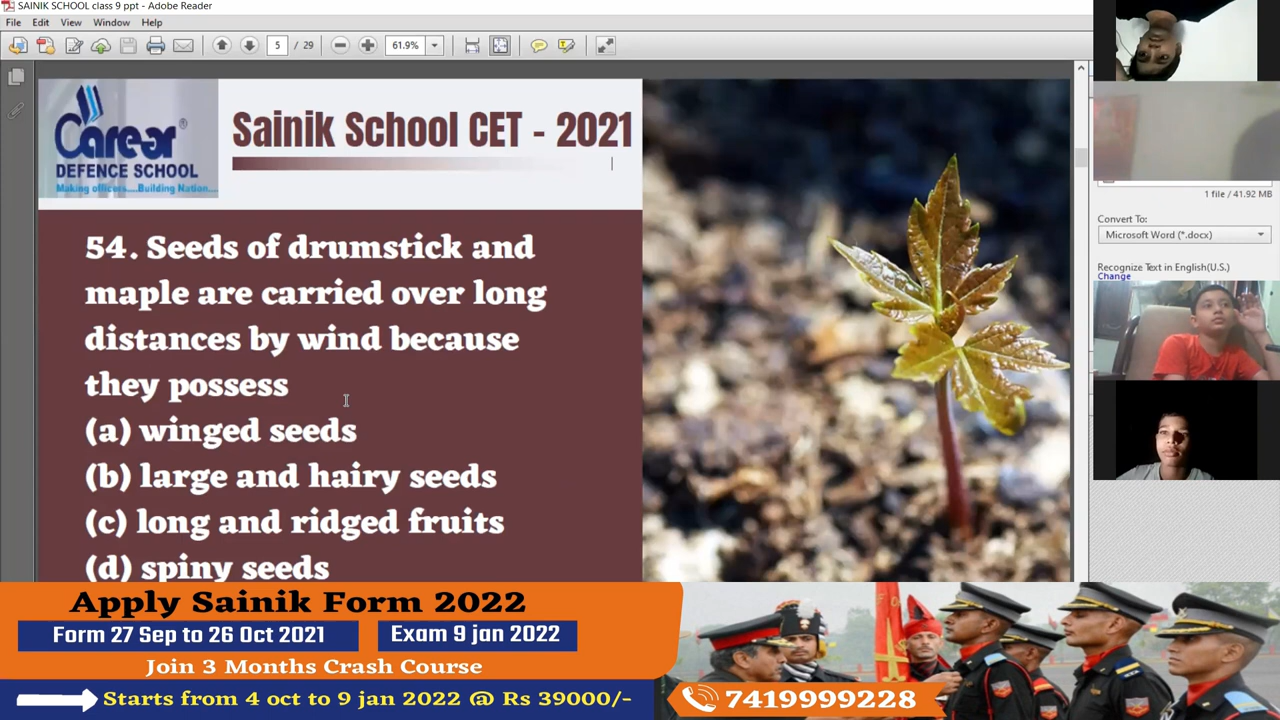 SAINIK SCHOOL class 9 ppt - Adobe Reader
File Edit View Window Help
5 / 29 61.9%
Career®
DEFENCE SCHOOL
Making officers....Building Nation....
Sainik School CET - 2021
54. Seeds of drumstick and
maple are carried over long
distances by wind because
they possess
(a) winged seeds
(b) large and hairy seeds
(c) long and ridged fruits
(d) spiny seeds
1 file / 41.92 MB
Convert To:
Microsoft Word (*.docx)
Recognize Text in English(U.S.)
Change
Apply Sainik Form 2022
Form 27 Sep to 26 Oct 2021
Exam 9 jan 2022
Join 3 Months Crash Course
Starts from 4 oct to 9 jan 2022 @ Rs 39000/-
7419999228